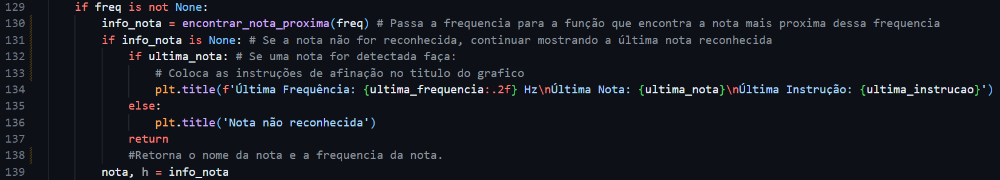 129 if freq is not None:
130 info_nota = encontrar_nota_proxima(freq) # Passa a frequencia para a função que encontra a nota mais proxima dessa frequencia
131 if info_nota is None: # Se a nota não for reconhecida, continuar mostrando a última nota reconhecida
132 if ultima_nota: # Se uma nota for detectada faça:
133 # Coloca as instruções de afinação no titulo do grafico
134 plt.title(f'Última Frequência: {ultima_frequencia:.2f} Hz\nÚltima Nota: {ultima_nota}\nÚltima Instrução: {ultima_instrucao}')
135 else:
136 plt.title('Nota não reconhecida')
137 return
138 #Retorna o nome da nota e a frequencia da nota.
139 nota, h = info_nota